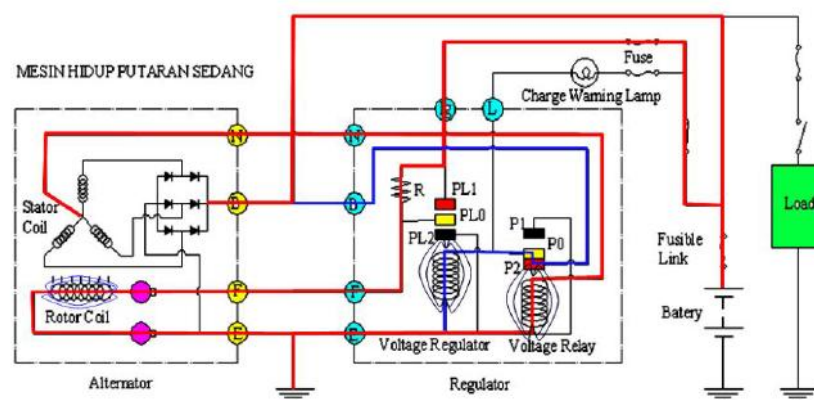 MESIN HIDUP PUTARAN SEDANG
Fuse
Charge Warning Lamp
N
N
IG
L
Stator
Coil
B
B
R
PL1
PL0
PL2
P1
P0
P2
Load
Fusible
Link
F
F
Rotor Coil
E
E
Voltage Regulator
Voltage Relay
Batery
Alternator
Regulator